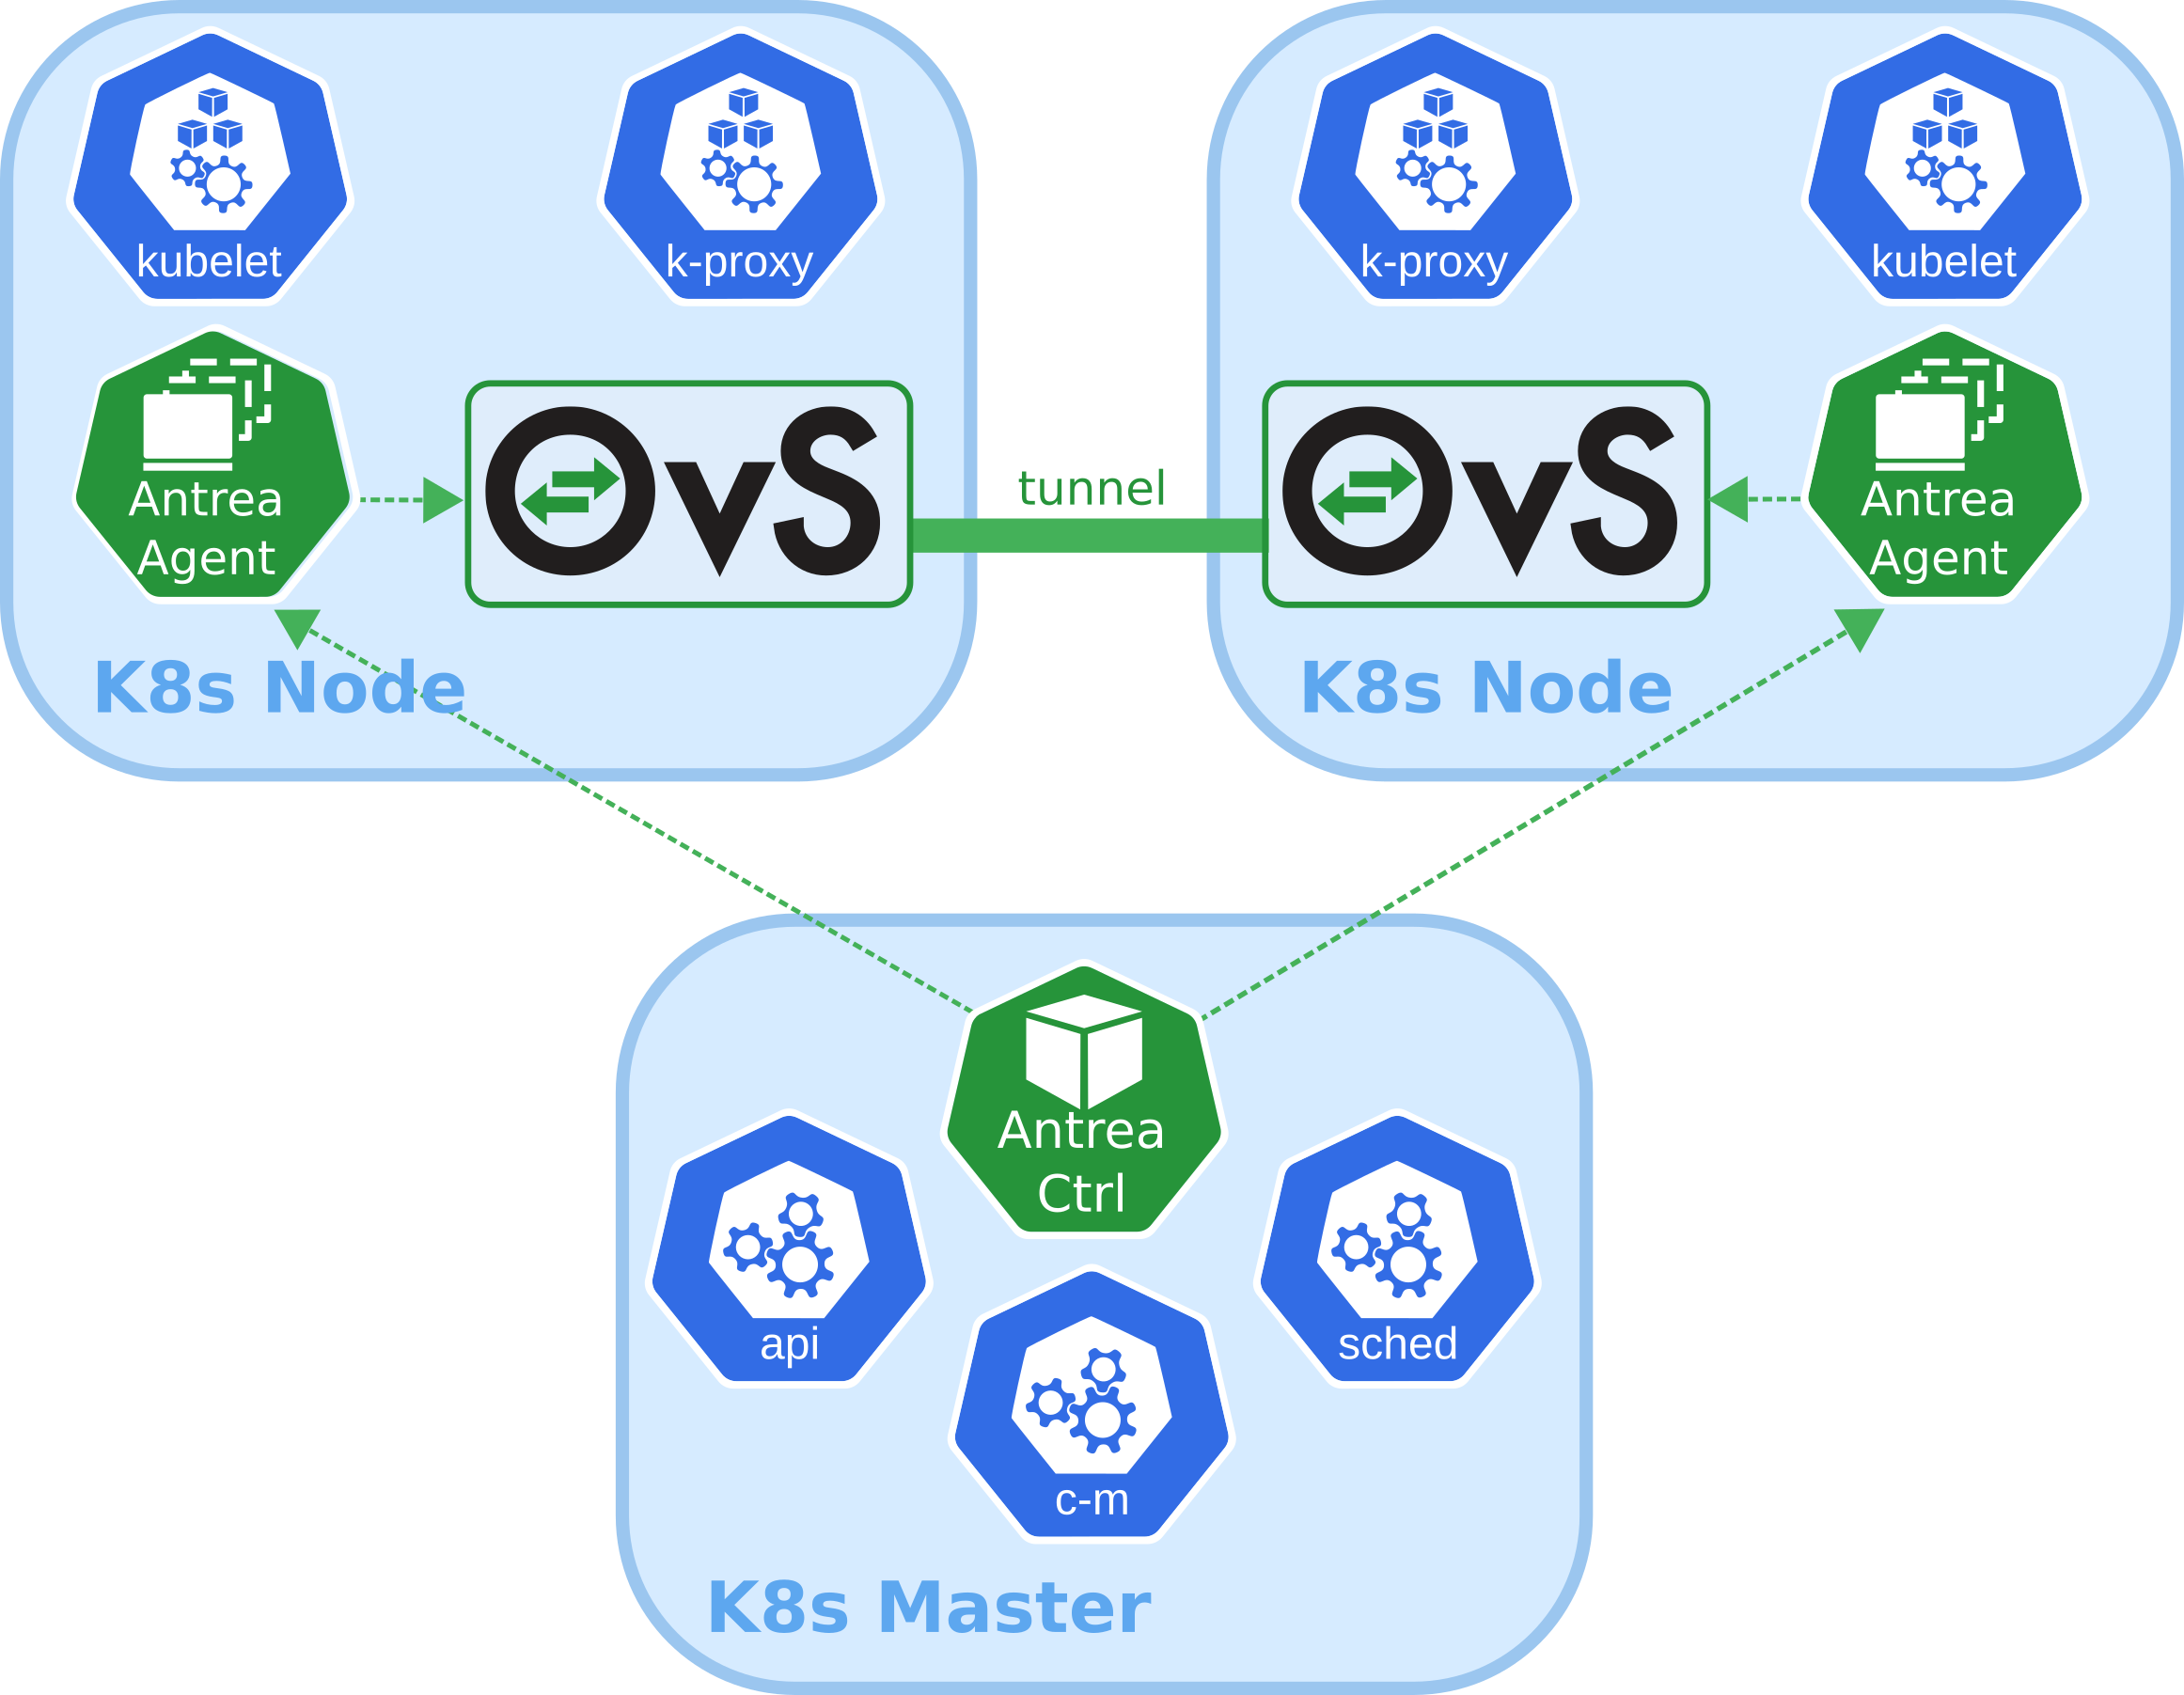 kubelet
k-proxy
k-proxy
kubelet
Antrea
Agent
OvS
tunnel
OvS
Antrea
Agent
K8s Node
K8s Node
Antrea
Ctrl
api
sched
c-m
K8s Master